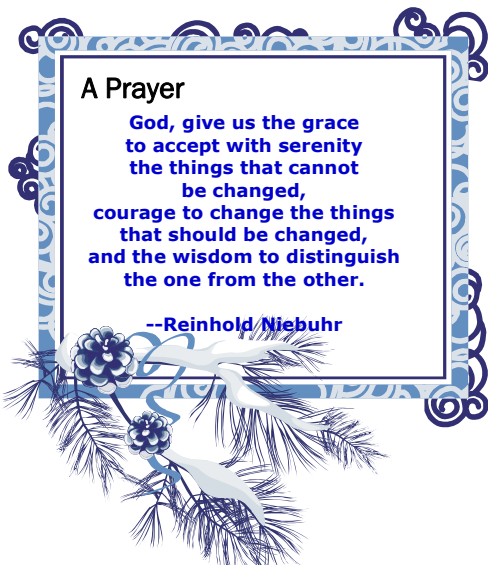 A Prayer
God, give us the grace
to accept with serenity
the things that cannot
be changed,
courage to change the things
that should be changed,
and the wisdom to distinguish
the one from the other.
--Reinhold Niebuhr